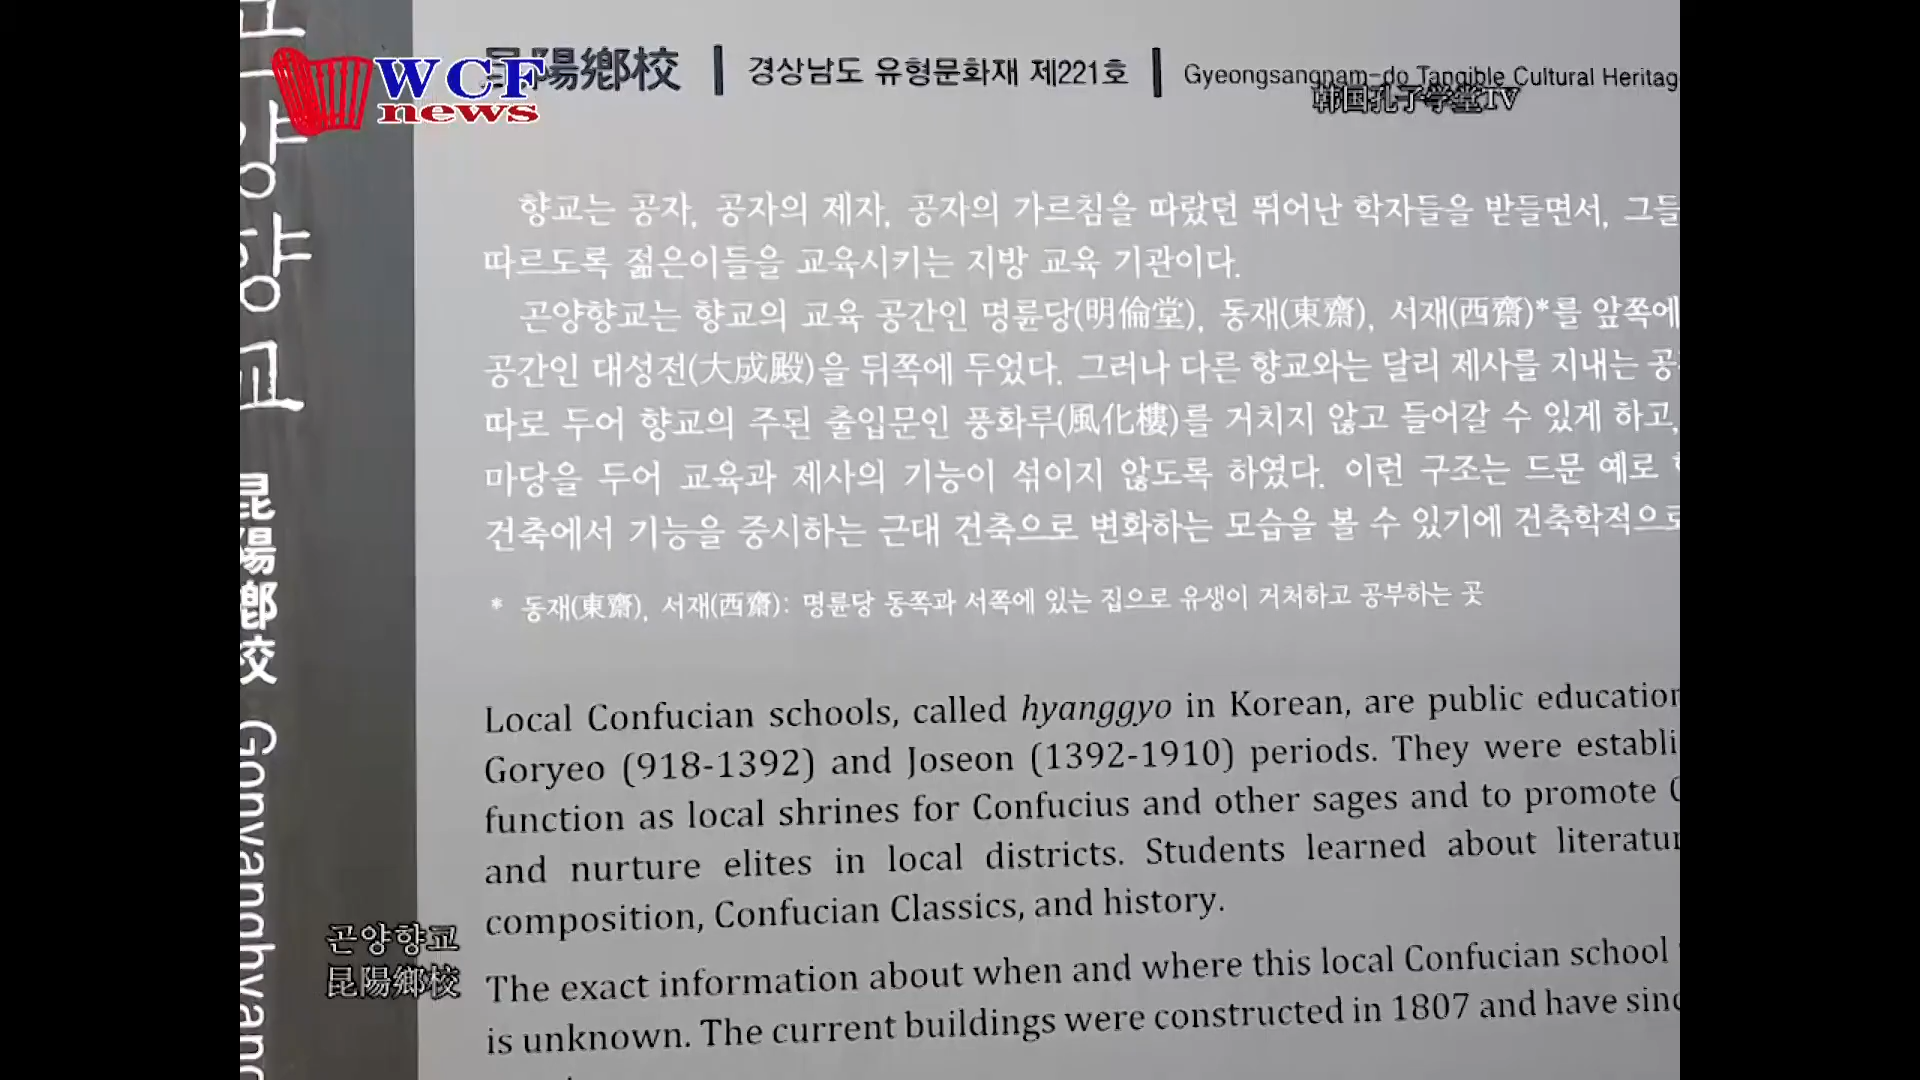 WCF
news
昆陽鄕校 | 경상남도 유형문화재 제221호 | Gyeongsangnam-do Tangible Cultural Heritag
韩国孔子学堂TV
향교는 공자, 공자의 제자, 공자의 가르침을 따랐던 뛰어난 학자들을 받들면서, 그들
따르도록 젊은이들을 교육시키는 지방 교육 기관이다.
곤양향교는 향교의 교육 공간인 명륜당(明倫堂), 동재(東齋), 서재(西齋)*를 앞쪽에
공간인 대성전(大成殿)을 뒤쪽에 두었다. 그러나 다른 향교와는 달리 제사를 지내는 공
따로 두어 향교의 주된 출입문인 풍화루(風化樓)를 거치지 않고 들어갈 수 있게 하고,
마당을 두어 교육과 제사의 기능이 섞이지 않도록 하였다. 이런 구조는 드문 예로
건축에서 기능을 중시하는 근대 건축으로 변화하는 모습을 볼 수 있기에 건축학적으로
* 동재(東齋), 서재(西齋): 명륜당 동쪽과 서쪽에 있는 집으로 유생이 거처하고 공부하는 곳
Local Confucian schools, called hyanggyo in Korean, are public education
Goryeo (918-1392) and Joseon (1392-1910) periods. They were establi
function as local shrines for Confucius and other sages and to promote C
and nurture elites in local districts. Students learned about literatur
composition, Confucian Classics, and history.
The exact information about when and where this local Confucian school
is unknown. The current buildings were constructed in 1807 and have sinc
양향교
昆陽鄕校 Gonyanghyang
곤양향교
昆陽鄉校